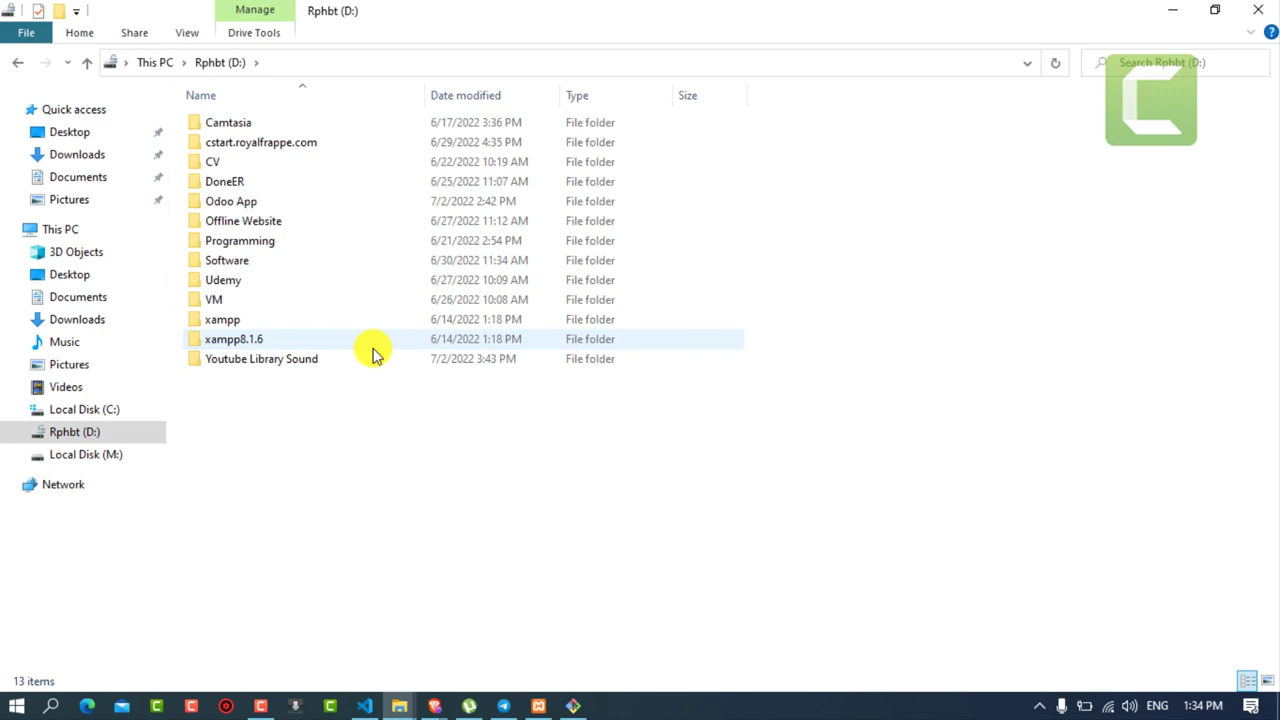 Manage
Rphbt (D:)
File
Home
Share
View
Drive Tools
This PC
Rphbt (D:)
Search Rphbt (D:)
Name
Date modified
Type
Size
Quick access
Desktop
Downloads
Documents
Pictures
This PC
3D Objects
Desktop
Documents
Downloads
Music
Pictures
Videos
Local Disk (C:)
Rphbt (D:)
Local Disk (M:)
Network
Camtasia 6/17/2022 3:36 PM File folder
cstart.royalfrappe.com 6/29/2022 4:35 PM File folder
CV 6/22/2022 10:19 AM File folder
DoneER 6/25/2022 11:07 AM File folder
Odoo App 7/2/2022 2:42 PM File folder
Offline Website 6/27/2022 11:12 AM File folder
Programming 6/21/2022 2:54 PM File folder
Software 6/30/2022 11:34 AM File folder
Udemy 6/27/2022 10:09 AM File folder
VM 6/26/2022 10:08 AM File folder
xampp 6/14/2022 1:18 PM File folder
xampp8.1.6 6/14/2022 1:18 PM File folder
Youtube Library Sound 7/2/2022 3:43 PM File folder
13 items
ENG
1:34 PM